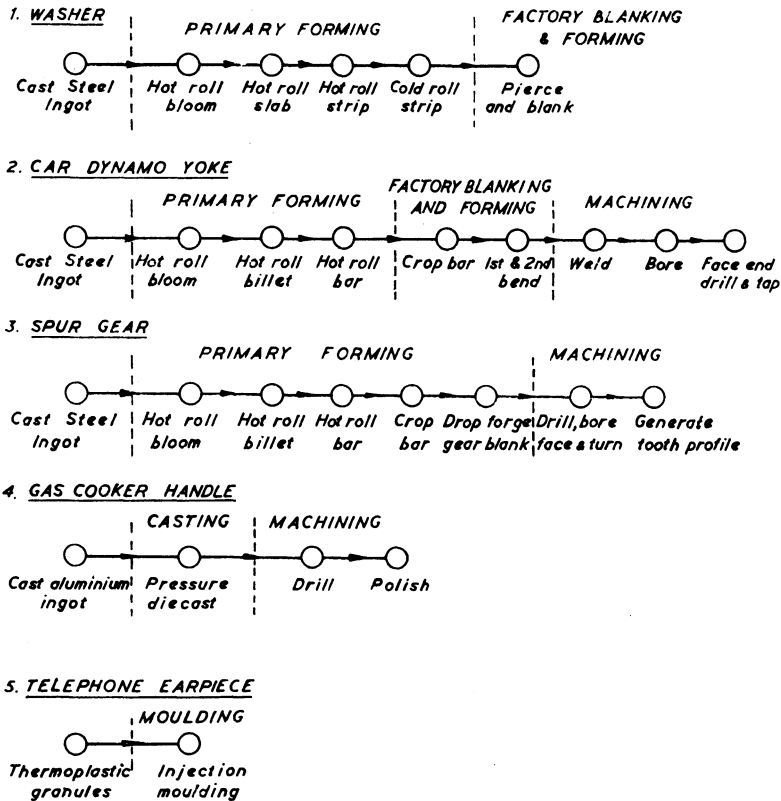 1. WASHER
PRIMARY FORMING
FACTORY BLANKING
& FORMING
Cast Steel
Ingot
Hot roll
bloom
Hot roll
slab
Hot roll
strip
Cold roll
strip
Pierce
and blank
2. CAR DYNAMO YOKE
PRIMARY FORMING
FACTORY BLANKING
AND FORMING
MACHINING
Cast Steel
Ingot
Hot roll
bloom
Hot roll
billet
Hot roll
bar
Crop bar
1st & 2nd
bend
Weld
Bore
Face end
drill & tap
3. SPUR GEAR
PRIMARY FORMING
MACHINING
Cast Steel
Ingot
Hot roll
bloom
Hot roll
billet
Hot roll
bar
Crop
bar
Drop forge
gear blank
Drill, bore
face & turn
Generate
tooth profile
4. GAS COOKER HANDLE
CASTING
MACHINING
Cast aluminium
ingot
Pressure
diecast
Drill
Polish
5. TELEPHONE EARPIECE
MOULDING
Thermoplastic
granules
Injection
moulding